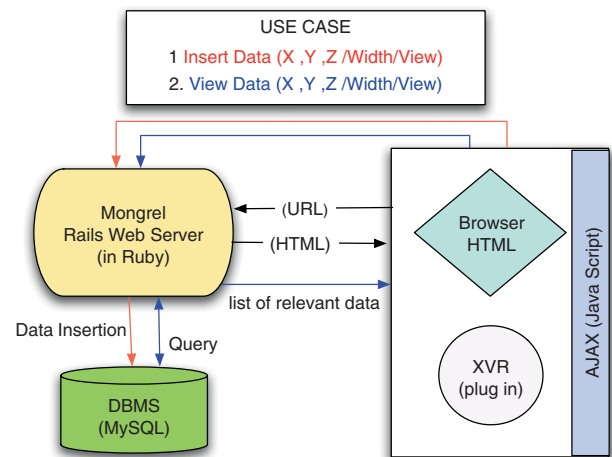 USE CASE
1 Insert Data (X ,Y ,Z /Width/View)
2. View Data (X ,Y ,Z /Width/View)
Mongrel
Rails Web Server
(in Ruby)
(URL)
(HTML)
Browser
HTML
AJAX (Java Script)
list of relevant data
Data Insertion
Query
XVR
(plug in)
DBMS
(MySQL)